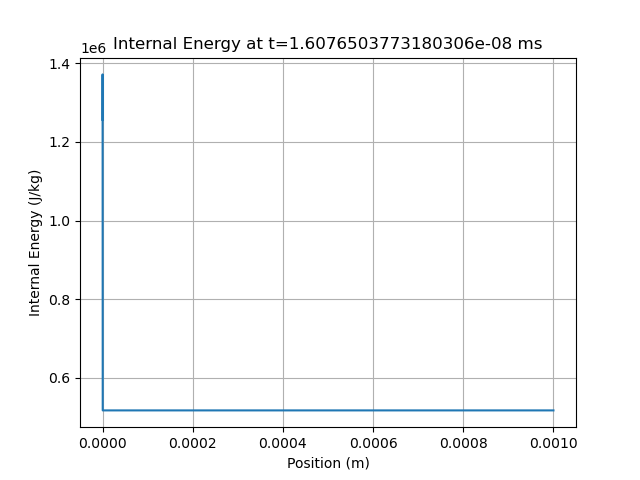 Internal Energy at t=1.6076503773180306e-08 ms
1e6
1.4
1.2
1.0
0.8
0.6
Internal Energy (J/kg)
0.0000 0.0002 0.0004 0.0006 0.0008 0.0010
Position (m)